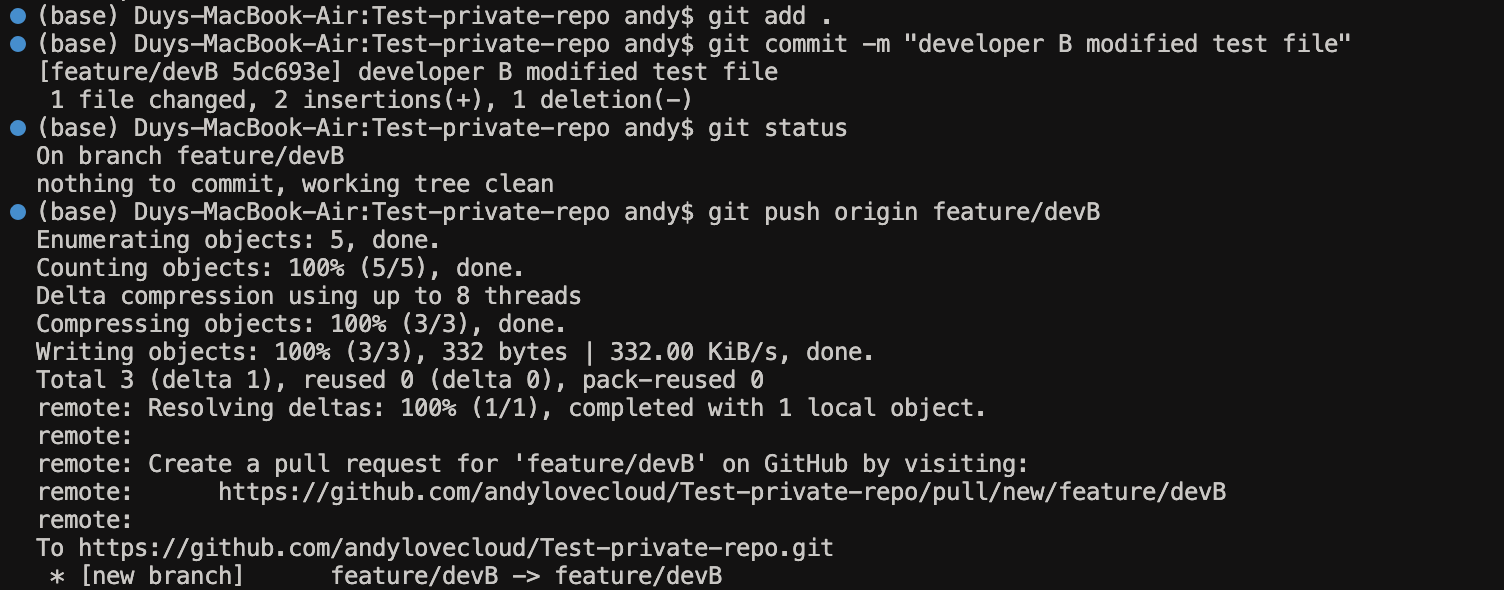 (base) Duys-MacBook-Air:Test-private-repo andy$ git add .
(base) Duys-MacBook-Air:Test-private-repo andy$ git commit -m "developer B modified test file"
[feature/devB 5dc693e] developer B modified test file
 1 file changed, 2 insertions(+), 1 deletion(-)
(base) Duys-MacBook-Air:Test-private-repo andy$ git status
On branch feature/devB
nothing to commit, working tree clean
(base) Duys-MacBook-Air:Test-private-repo andy$ git push origin feature/devB
Enumerating objects: 5, done.
Counting objects: 100% (5/5), done.
Delta compression using up to 8 threads
Compressing objects: 100% (3/3), done.
Writing objects: 100% (3/3), 332 bytes | 332.00 KiB/s, done.
Total 3 (delta 1), reused 0 (delta 0), pack-reused 0
remote: Resolving deltas: 100% (1/1), completed with 1 local object.
remote:
remote: Create a pull request for 'feature/devB' on GitHub by visiting:
remote:      https://github.com/andylovecloud/Test-private-repo/pull/new/feature/devB
remote:
To https://github.com/andylovecloud/Test-private-repo.git
 * [new branch]      feature/devB -> feature/devB